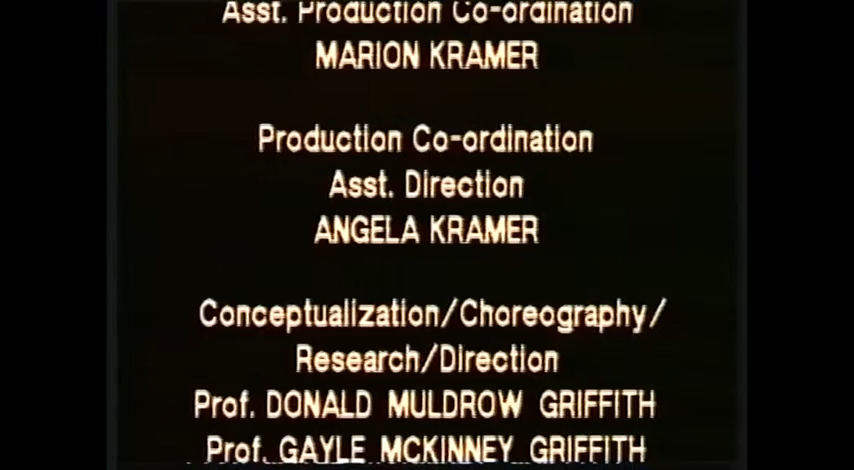 Asst. Production Co-ordination
MARION KRAMER
Production Co-ordination
Asst. Direction
ANGELA KRAMER
Conceptualization/Choreography/
Research/Direction
Prof. DONALD MULDROW GRIFFITH
Prof. GAYLE MCKINNEY GRIFFITH